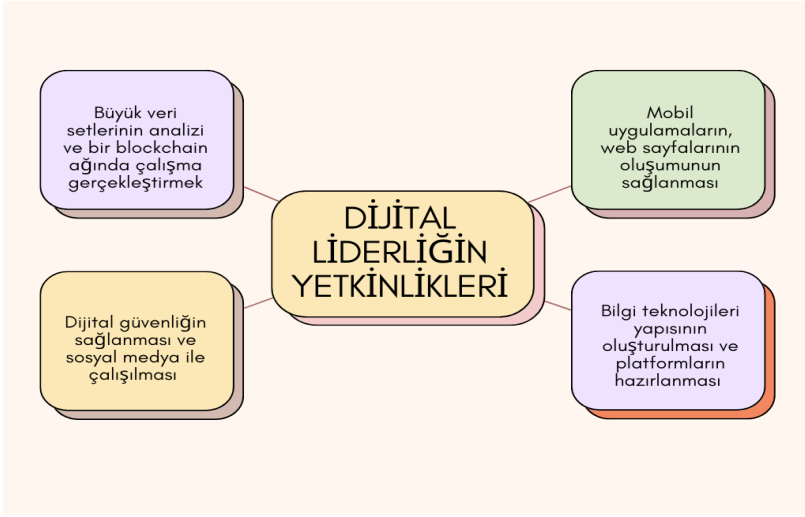 Büyük veri
setlerinin analizi
ve bir blockchain
ağında çalışma
gerçekleştirmek
Mobil
uygulamaların,
web sayfalarının
oluşumunun
sağlanması
DİJİTAL
LİDERLİĞİN
YETKİNLİKLERİ
Dijital güvenliğin
sağlanması ve
sosyal medya ile
çalışılması
Bilgi teknolojileri
yapısının
oluşturulması ve
platformların
hazırlanması